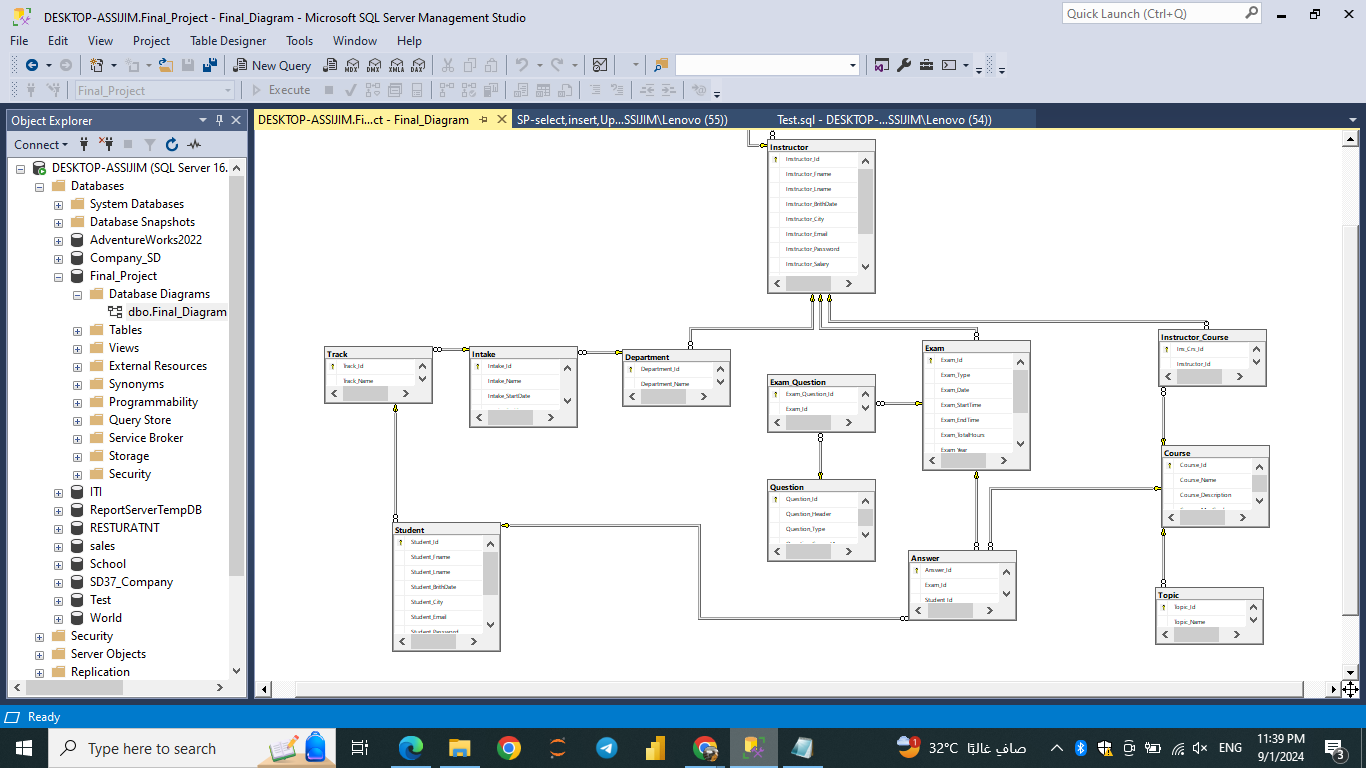 DESKTOP-ASSIJIM.Final_Project - Final_Diagram - Microsoft SQL Server Management Studio
Quick Launch (Ctrl+Q)
File Edit View Project Table Designer Tools Window Help
New Query MDX DMX XMLA DAX
Final_Project Execute
Object Explorer
DESKTOP-ASSIJIM.Fi...ct - Final_Diagram
SP-select,insert,Up...SSIJIM\Lenovo (55))
Test.sql - DESKTOP-...SSIJIM\Lenovo (54))
Connect
DESKTOP-ASSIJIM (SQL Server 16.
Databases
System Databases
Database Snapshots
AdventureWorks2022
Company_SD
Final_Project
Database Diagrams
dbo.Final_Diagram
Tables
Views
External Resources
Synonyms
Programmability
Query Store
Service Broker
Storage
Security
ITI
ReportServerTempDB
RESTURATNT
sales
School
SD37_Company
Test
World
Security
Server Objects
Replication
Instructor
Instructor_Id
Instructor_Fname
Instructor_Lname
Instructor_BrithDate
Instructor_City
Instructor_Email
Instructor_Password
Instructor_Salary
Track
Track_Id
Track_Name
Intake
Intake_Id
Intake_Name
Intake_StartDate
Department
Department_Id
Department_Name
Exam
Exam_Id
Exam_Type
Exam_Date
Exam_StartTime
Exam_EndTime
Exam_TotalHours
Exam_Year
Instructor_Course
Ins_Crs_Id
Instructor_Id
Exam_Question
Exam_Question_Id
Exam_Id
Course
Course_Id
Course_Name
Course_Description
Question
Question_Id
Question_Header
Question_Type
Student
Student_Id
Student_Fname
Student_Lname
Student_BrithDate
Student_City
Student_Email
Student_Password
Answer
Answer_Id
Exam_Id
Student_Id
Topic
Topic_Id
Topic_Name
Ready
Type here to search
1
32°C صافٍ غالبًا
ENG
11:39 PM
9/1/2024
3